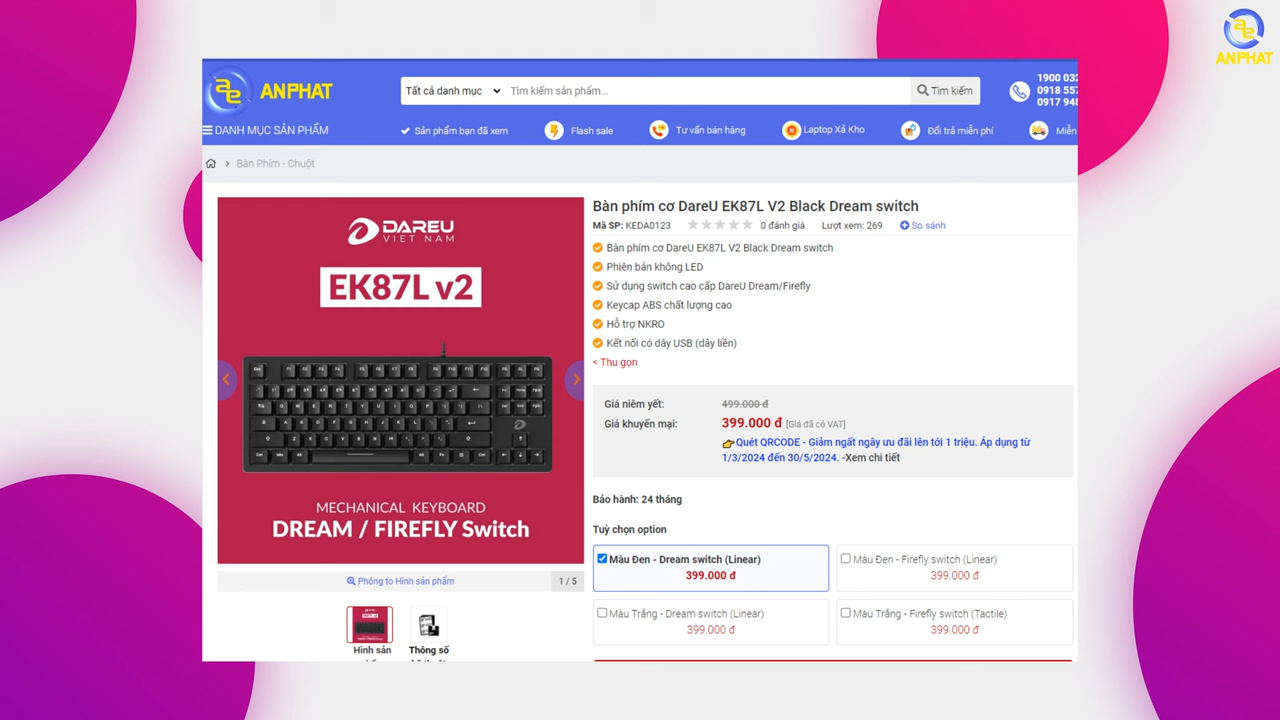 ANPHAT
ANPHAT
Tất cả danh mục
Tìm kiếm sản phẩm...
Tìm kiếm
1900 032
0918 557
0917 948
DANH MỤC SẢN PHẨM
Sản phẩm bạn đã xem
Flash sale
Tư vấn bán hàng
Laptop Xả Kho
Đổi trả miễn phí
Miễn
Bàn Phím - Chuột
DAREU
VIET NAM
EK87L v2
MECHANICAL KEYBOARD
DREAM / FIREFLY Switch
Phóng to Hình sản phẩm
1 / 5
Hình sản
Thông số
Bàn phím cơ DareU EK87L V2 Black Dream switch
Mã SP: KEDA0123 0 đánh giá Lượt xem: 269 So sánh
Bàn phím cơ DareU EK87L V2 Black Dream switch
Phiên bản không LED
Sử dụng switch cao cấp DareU Dream/Firefly
Keycap ABS chất lượng cao
Hỗ trợ NKRO
Kết nối có dây USB (dây liền)
< Thu gọn
Giá niêm yết: 499.000 đ
Giá khuyến mại: 399.000 đ [Giá đã có VAT]
Quét QRCODE - Giảm ngất ngây ưu đãi lên tới 1 triệu. Áp dụng từ
1/3/2024 đến 30/5/2024. -Xem chi tiết
Bảo hành: 24 tháng
Tuỳ chọn option
Màu Đen - Dream switch (Linear)
399.000 đ
Màu Đen - Firefly switch (Linear)
399.000 đ
Màu Trắng - Dream switch (Linear)
399.000 đ
Màu Trắng - Firefly switch (Tactile)
399.000 đ